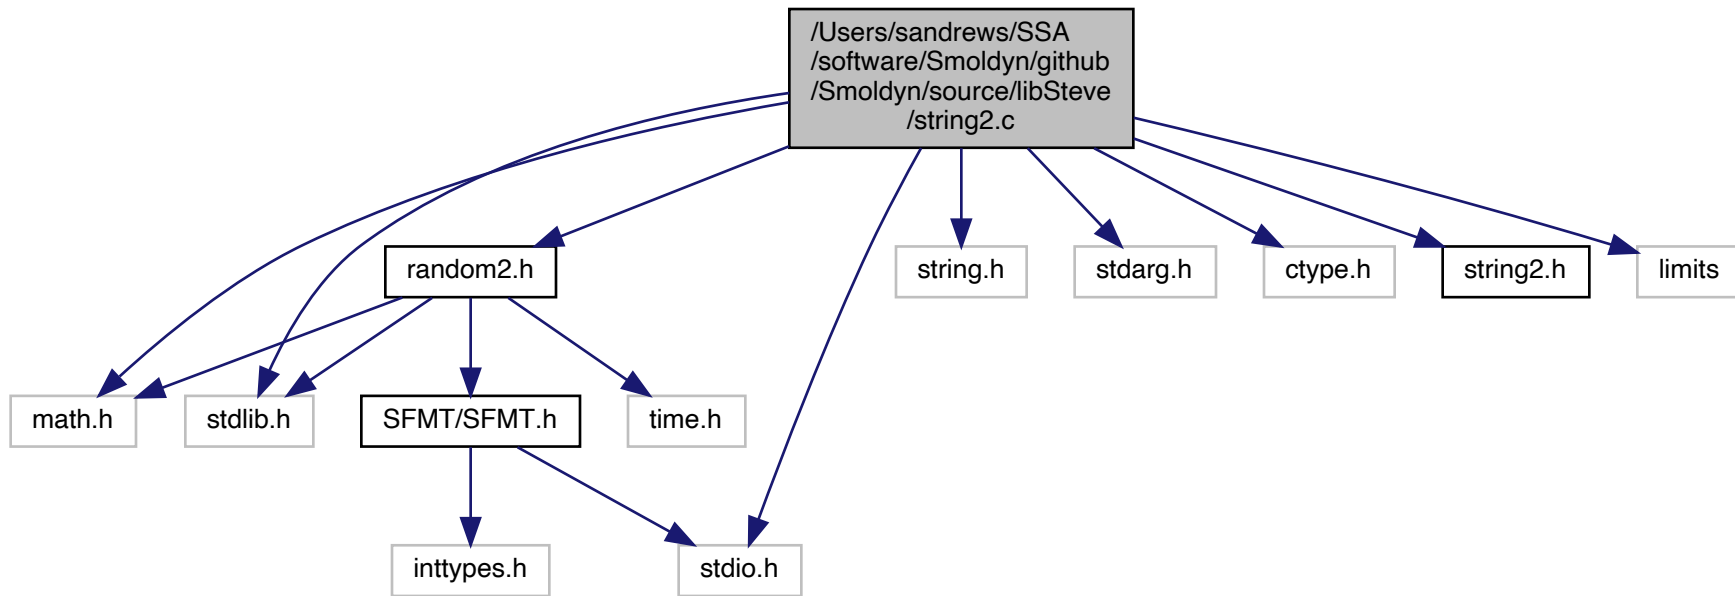 /Users/sandrews/SSA
/software/Smoldyn/github
/Smoldyn/source/libSteve
/string2.c
random2.h
string.h
stdarg.h
ctype.h
string2.h
limits
math.h
stdlib.h
SFMT/SFMT.h
time.h
inttypes.h
stdio.h